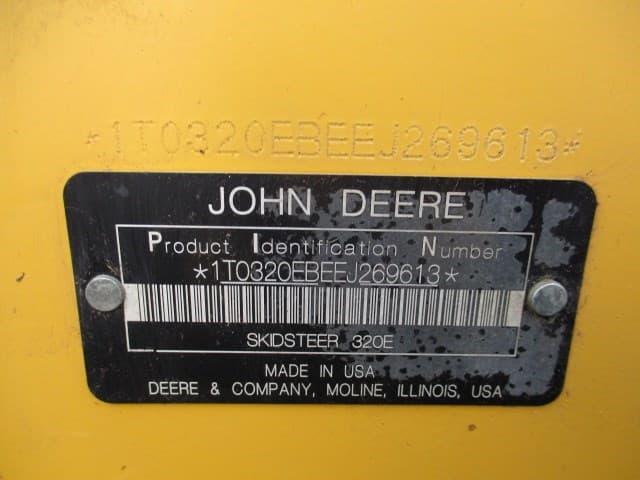 *1T0320EBEEJ269613*
JOHN DEERE
Product Identification Number
*1T0320EBEEJ269613*
SKIDSTEER 320E
MADE IN USA
DEERE & COMPANY, MOLINE, ILLINOIS, USA